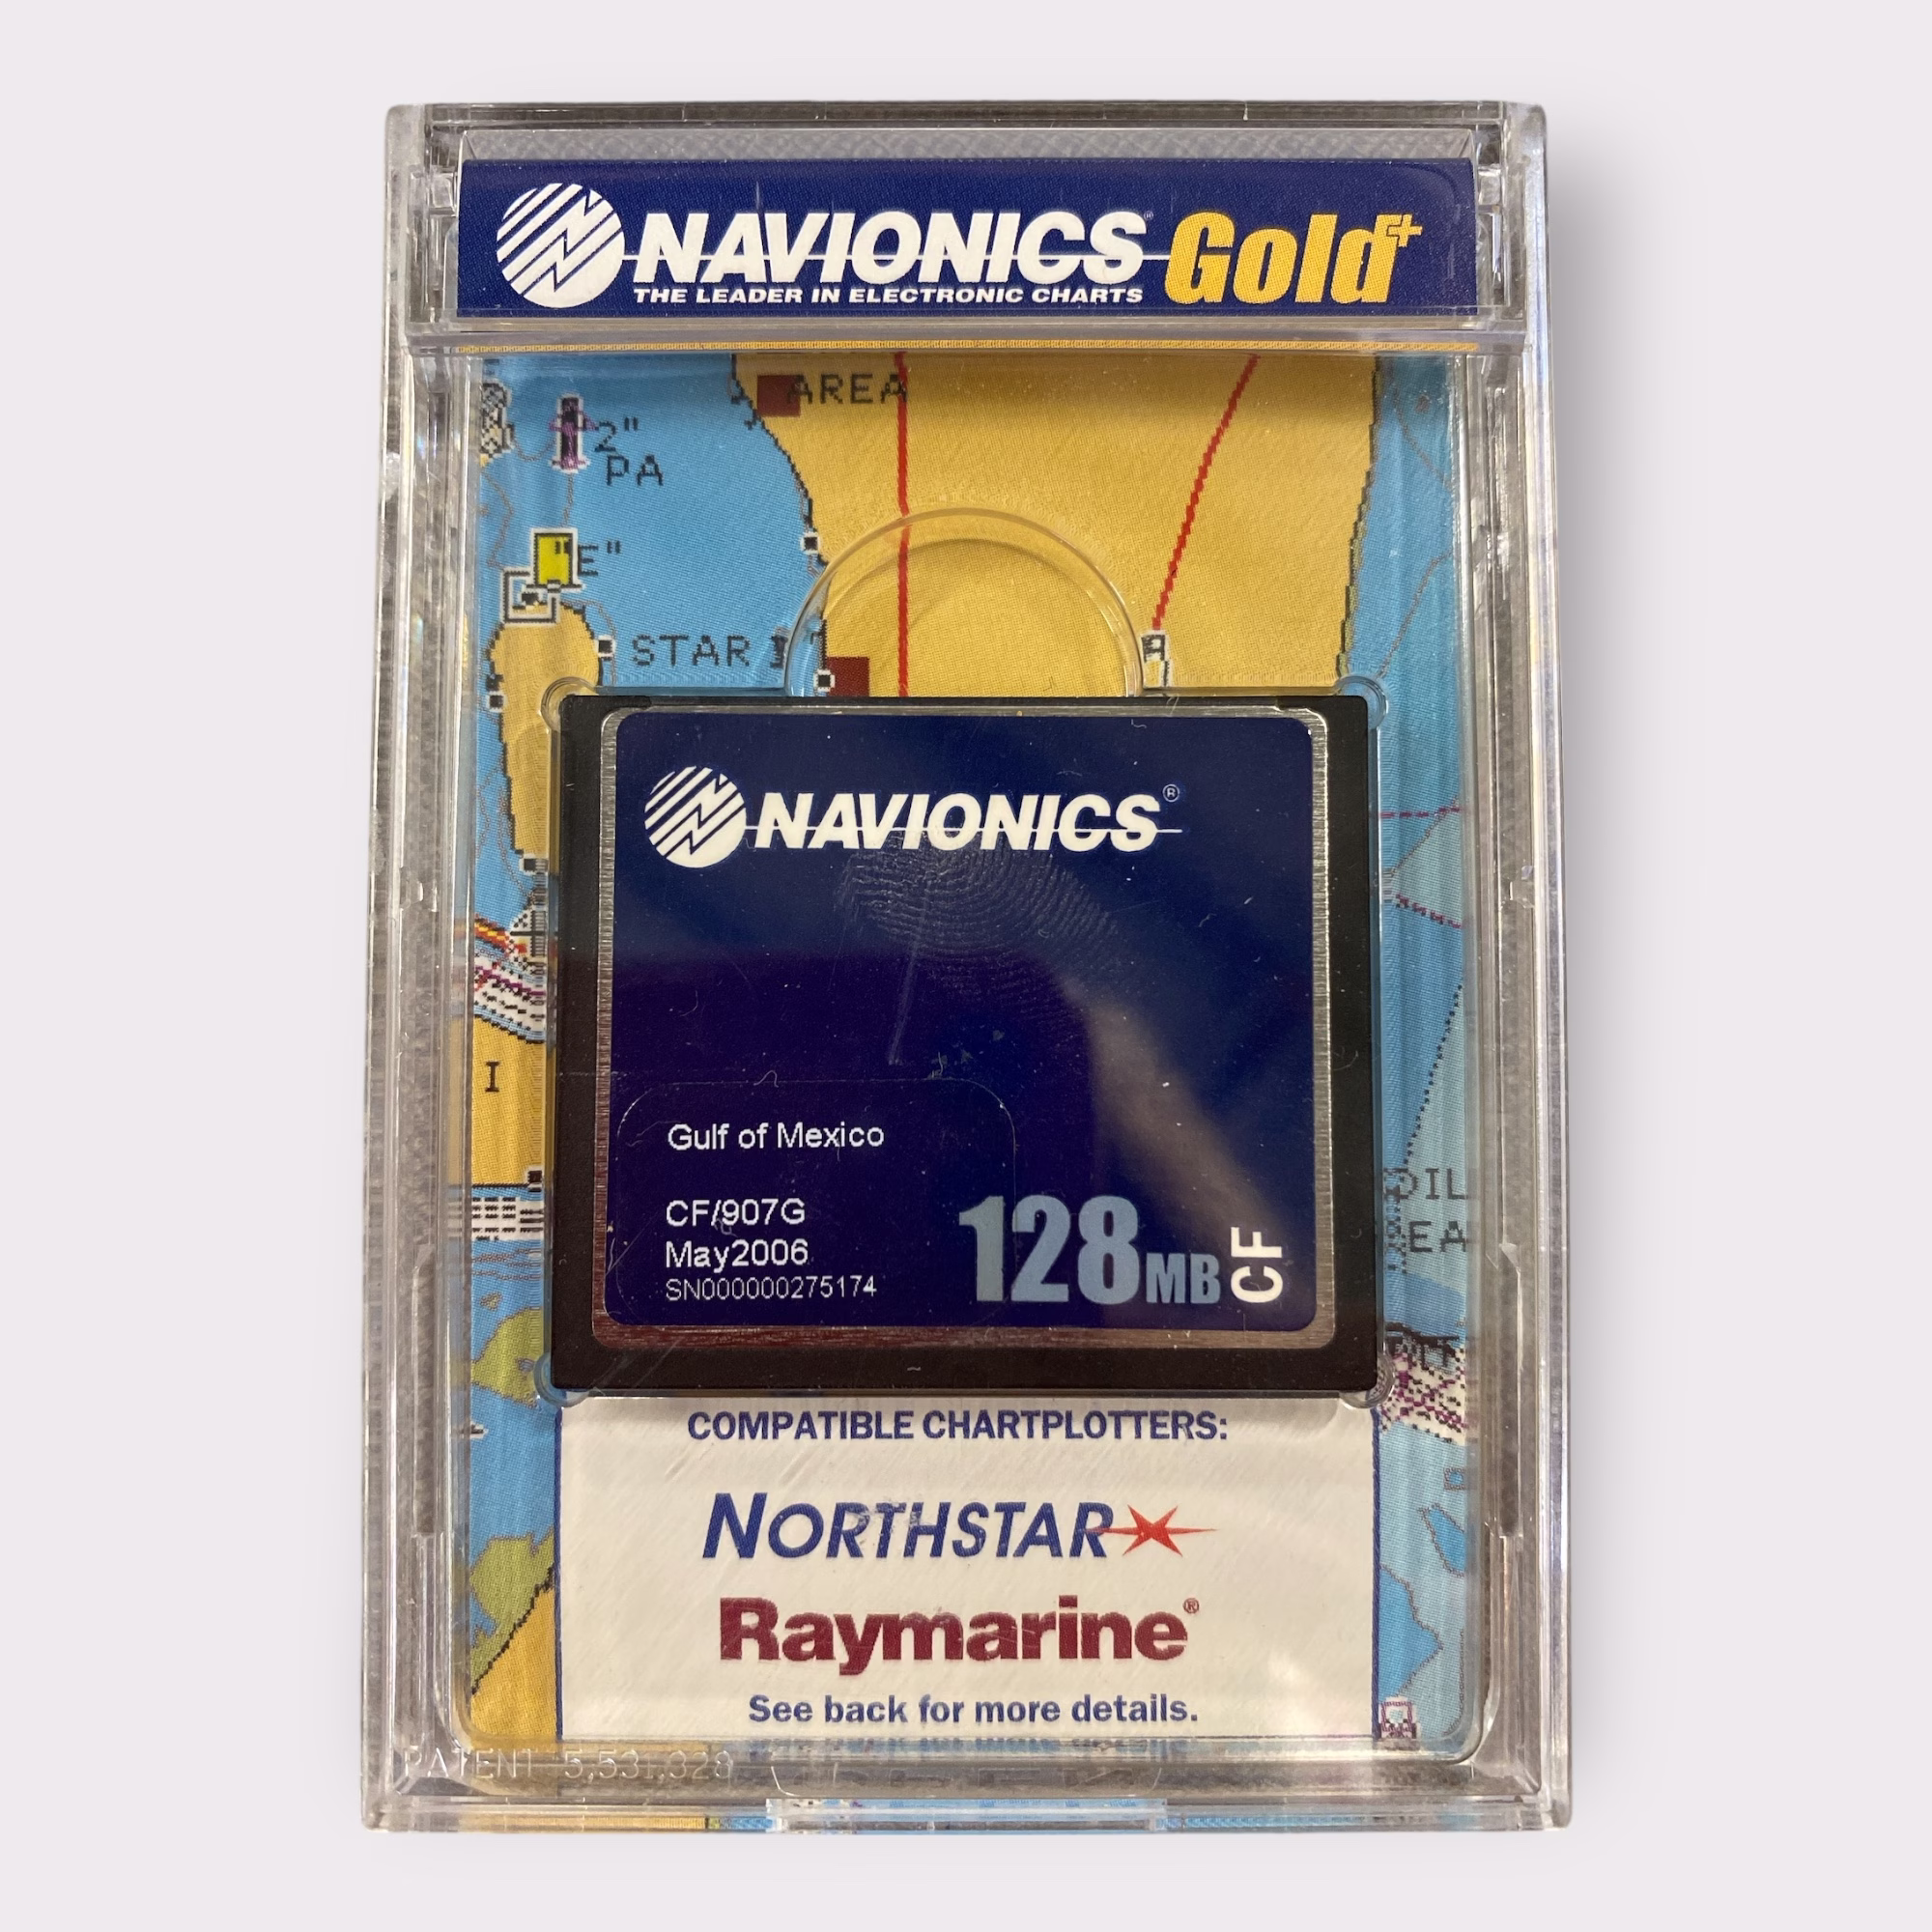 NAVIONICS® Gold+
THE LEADER IN ELECTRONIC CHARTS
AREA
2"
PA
"E"
STAR I
NAVIONICS®
I
Gulf of Mexico
CF/907G
May2006
SN000000275174
128MB CF
COMPATIBLE CHARTPLOTTERS:
NORTHSTAR
Raymarine®
See back for more details.
PATENT 5,531,328